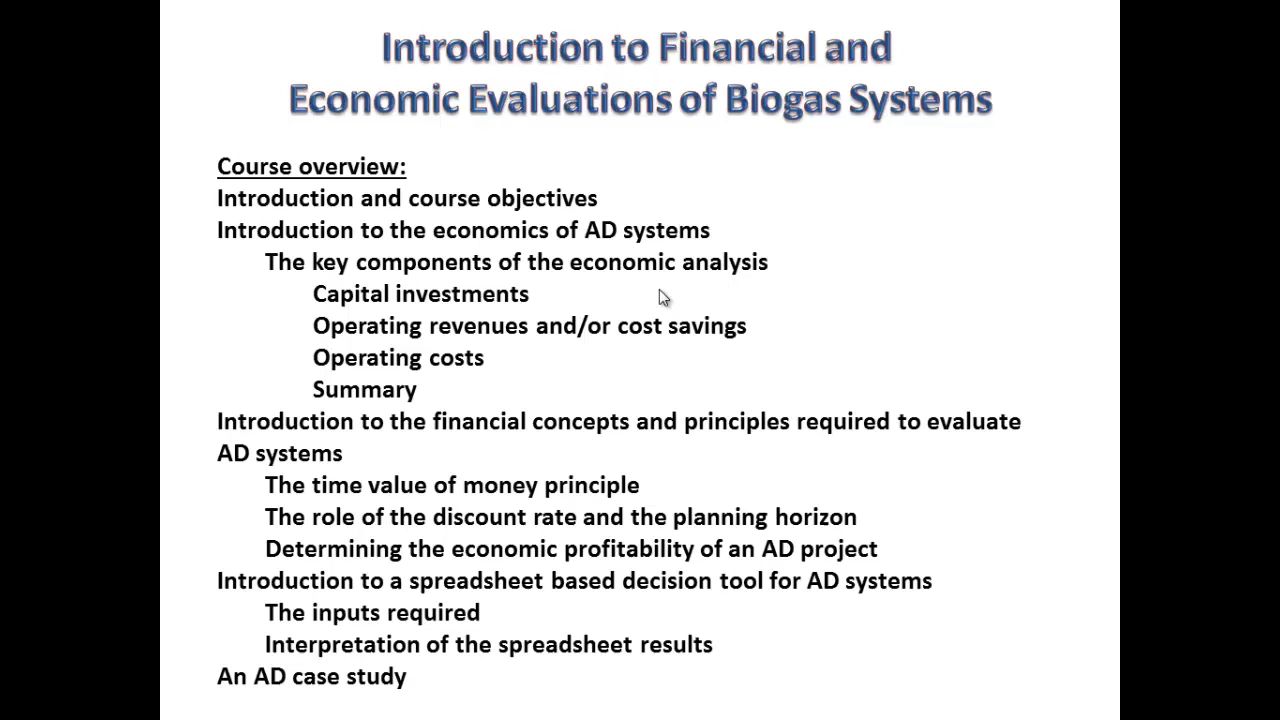 Introduction to Financial and
Economic Evaluations of Biogas Systems
Course overview:
Introduction and course objectives
Introduction to the economics of AD systems
The key components of the economic analysis
Capital investments
Operating revenues and/or cost savings
Operating costs
Summary
Introduction to the financial concepts and principles required to evaluate
AD systems
The time value of money principle
The role of the discount rate and the planning horizon
Determining the economic profitability of an AD project
Introduction to a spreadsheet based decision tool for AD systems
The inputs required
Interpretation of the spreadsheet results
An AD case study